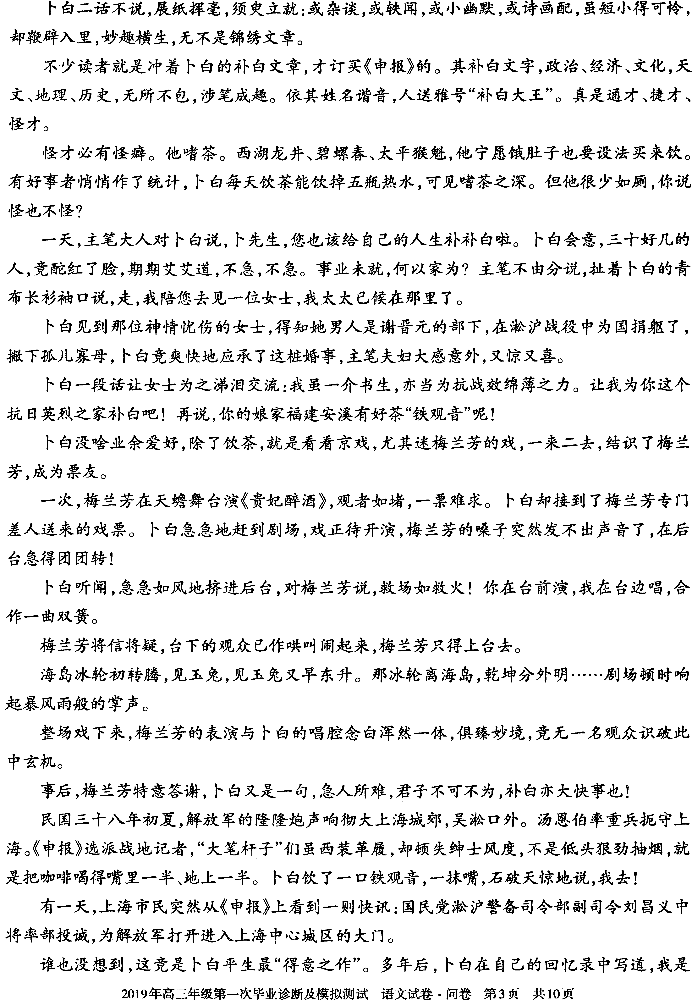 卜白二话不说,展纸挥毫,须臾立就:或杂谈,或轶闻,或小幽默,或诗画配,虽短小得可怜,
却鞭辟入里,妙趣横生,无不是锦绣文章。
不少读者就是冲着卜白的补白文章,才订买《申报》的。其补白文字,政治、经济、文化,天
文、地理、历史,无所不包,涉笔成趣。依其姓名谐音,人送雅号“补白大王”。真是通才、捷才、
怪才。
怪才必有怪癖。他嗜茶。西湖龙井、碧螺春、太平猴魁,他宁愿饿肚子也要设法买来饮。
有好事者悄悄作了统计,卜白每天饮茶能饮掉五瓶热水,可见嗜茶之深。但他很少如厕,你说
怪也不怪?
一天,主笔大人对卜白说,卜先生,您也该给自己的人生补补白啦。卜白会意,三十好几的
人,竟酡红了脸,期期艾艾道,不急,不急。事业未就,何以家为?主笔不由分说,扯着卜白的青
布长衫袖口说,走,我陪您去见一位女士,我太太已候在那里了。
卜白见到那位神情忧伤的女士,得知她男人是谢晋元的部下,在淞沪战役中为国捐躯了,
撇下孤儿寡母,卜白竟爽快地应承了这桩婚事,主笔夫妇大感意外,又惊又喜。
卜白一段话让女士为之涕泪交流:我虽一介书生,亦当为抗战效绵薄之力。让我为你这个
抗日英烈之家补白吧!再说,你的娘家福建安溪有好茶“铁观音”呢!
卜白没啥业余爱好,除了饮茶,就是看看京戏,尤其迷梅兰芳的戏,一来二去,结识了梅兰
芳,成为票友。
一次,梅兰芳在天蟾舞台演《贵妃醉酒》,观者如堵,一票难求。卜白却接到了梅兰芳专门
差人送来的戏票。卜白急急地赶到剧场,戏正待开演,梅兰芳的嗓子突然发不出声音了,在后
台急得团团转!
卜白听闻,急急如风地挤进后台,对梅兰芳说,救场如救火!你在台前演,我在台边唱,合
作一曲双簧。
梅兰芳将信将疑,台下的观众已作哄叫闹起来,梅兰芳只得上台去。
海岛冰轮初转腾,见玉兔,见玉兔又早东升。那冰轮离海岛,乾坤分外明……剧场顿时响
起暴风雨般的掌声。
整场戏下来,梅兰芳的表演与卜白的唱腔念白浑然一体,俱臻妙境,竟无一名观众识破此
中玄机。
事后,梅兰芳特意答谢,卜白又是一句,急人所难,君子不可不为,补白亦大快事也!
民国三十八年初夏,解放军的隆隆炮声响彻大上海城郊,吴淞口外。汤恩伯率重兵扼守上
海。《申报》选派战地记者,“大笔杆子”们虽西装革履,却顿失绅士风度,不是低头狠劲抽烟,就
是把咖啡喝得嘴里一半、地上一半。卜白饮了一口铁观音,一抹嘴,石破天惊地说,我去!
有一天,上海市民突然从《申报》上看到一则快讯:国民党淞沪警备司令部副司令刘昌义中
将率部投诚,为解放军打开进入上海中心城区的大门。
谁也没想到,这竟是卜白平生最“得意之作”。多年后,卜白在自己的回忆录中写道,我是
2019年高三年级第一次毕业诊断及模拟测试 语文试卷·问卷 第3页 共10页